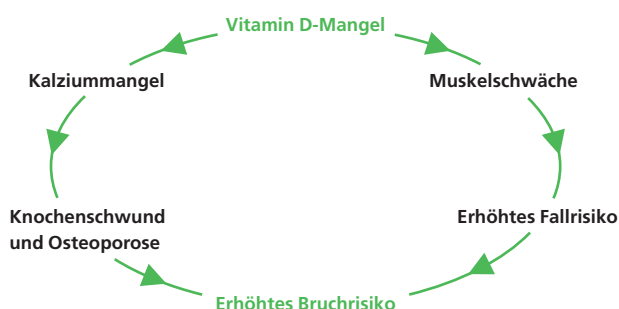 Vitamin D-Mangel
Kalziummangel
Muskelschwäche
Knochenschwund
und Osteoporose
Erhöhtes Fallrisiko
Erhöhtes Bruchrisiko